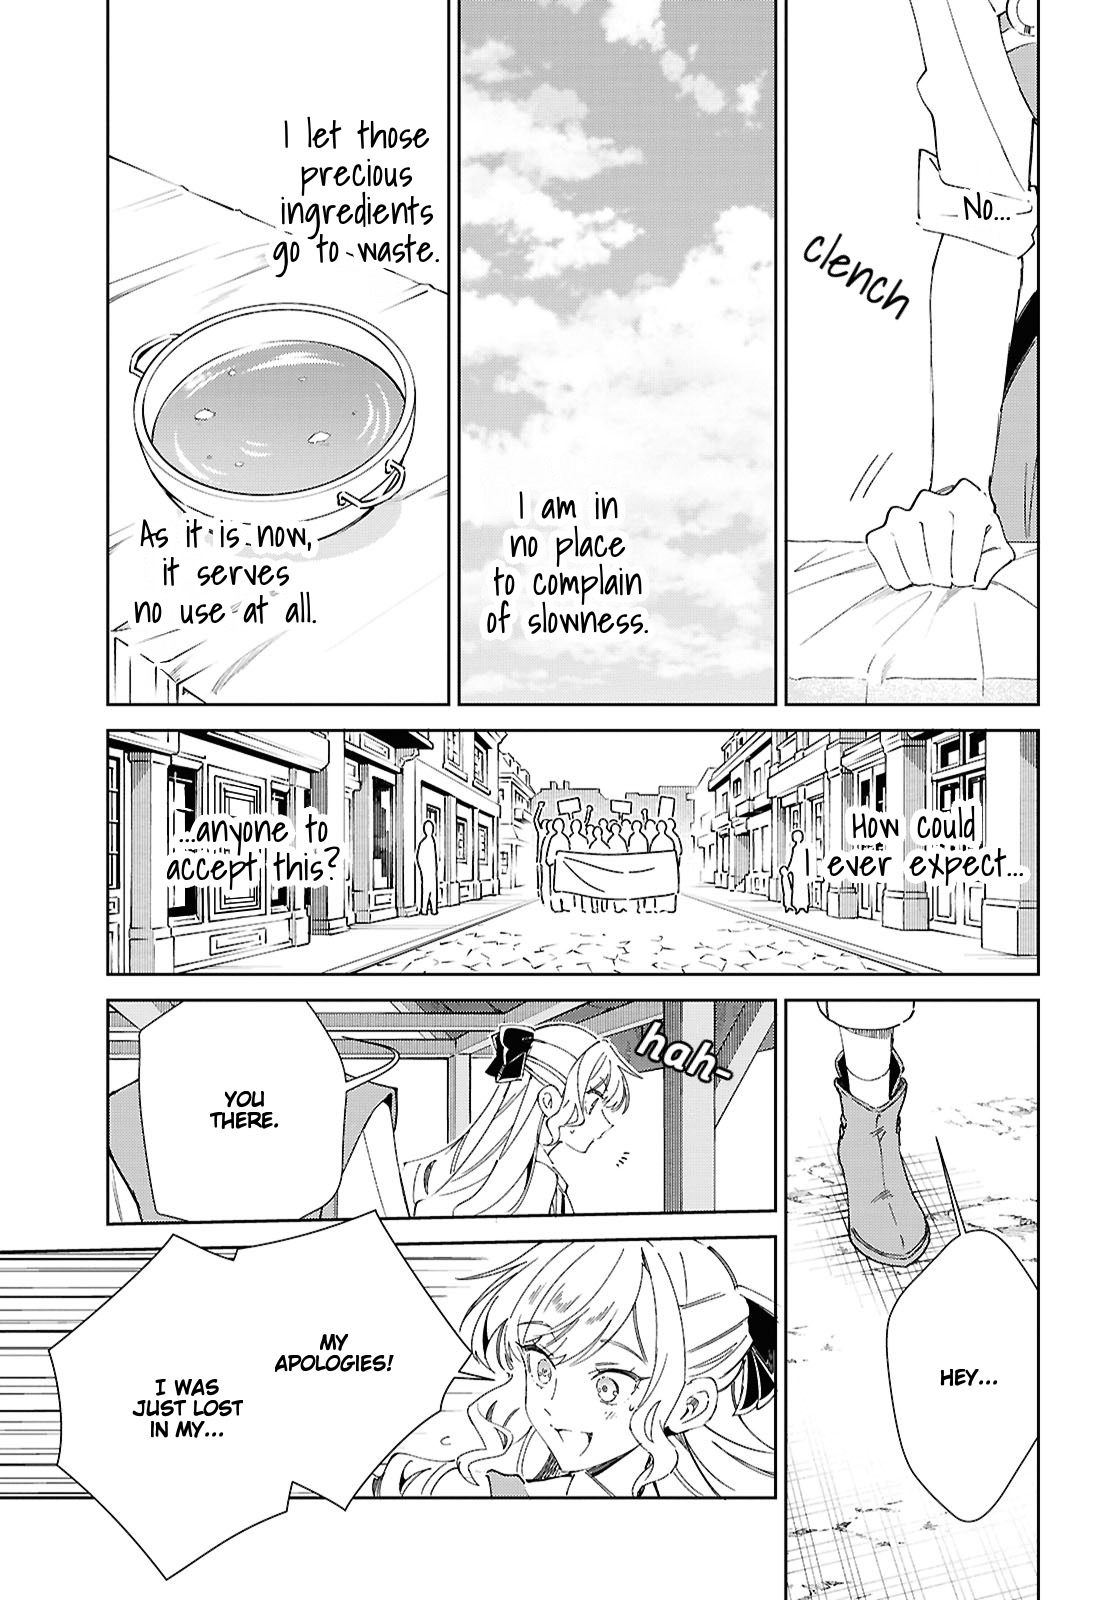 No...
clench
I am in
no place
to complain
of slowness.
I let those
precious
ingredients
go to waste.
As it is now,
it serves
no use at all.
How could
I ever expect...
...anyone to
accept this?
HEY...
hah-
YOU
THERE.
MY
APOLOGIES!
I WAS
JUST LOST
IN MY...